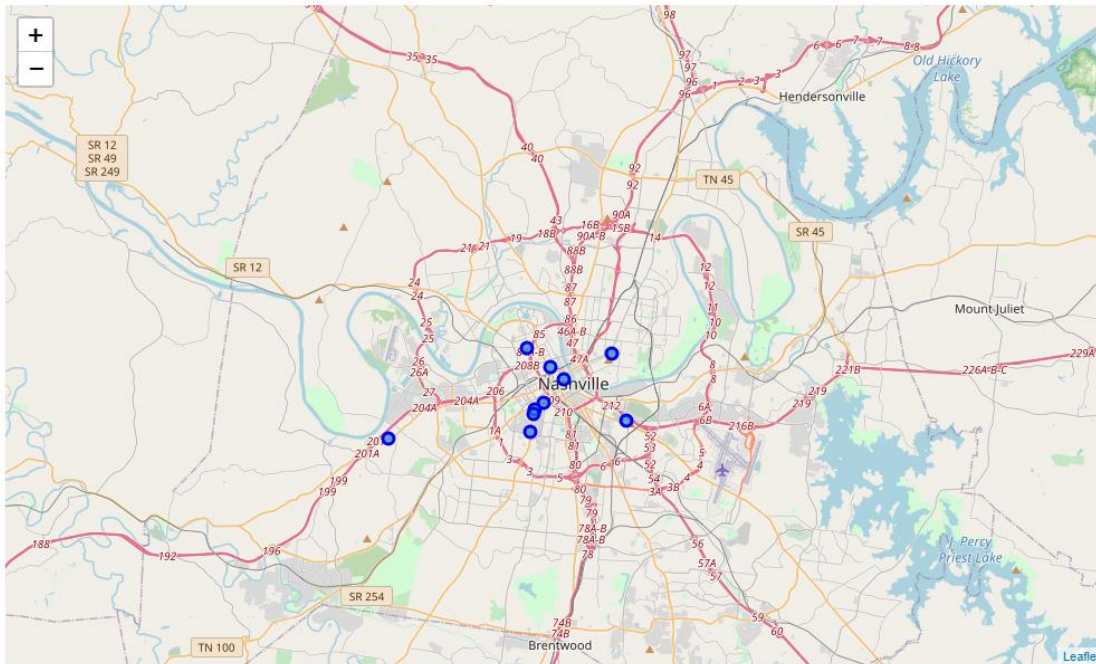 +
−
98
35 35
97
97
96
96
1 2 3 3
6 6 7 7 8 8
Old Hickory
Lake
Hendersonville
SR 12
SR 49
SR 249
40
40
92
92
TN 45
43
16B
90A
15B
90A-B
18B
19
21 21
14
SR 45
SR 12
88B
88B
24
24
12
12
11
10
10
87
87
86
46A-B
85
47
25
25
Mount Juliet
208B
47A
26
26A
8
8
221B
226A-B-C
229A
Nashville
27
206
204A
204A
219
219
210
212
6A
6B
216B
1A
1
81
81
52
53
52
54
201A
3 3
5
80
80
6 6
5
4
4
3A
3B
199
199
79
79
78A-B
78A-B
78
188
192
196
56
57A
57
J. Percy
Priest Lake
SR 254
59
60
74B
74B
TN 100
Brentwood
Leafle